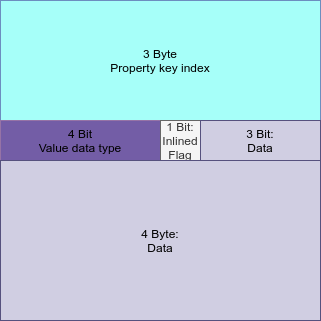 3 Byte
Property key index
4 Bit
Value data type
1 Bit:
Inlined
Flag
3 Bit:
Data
4 Byte:
Data